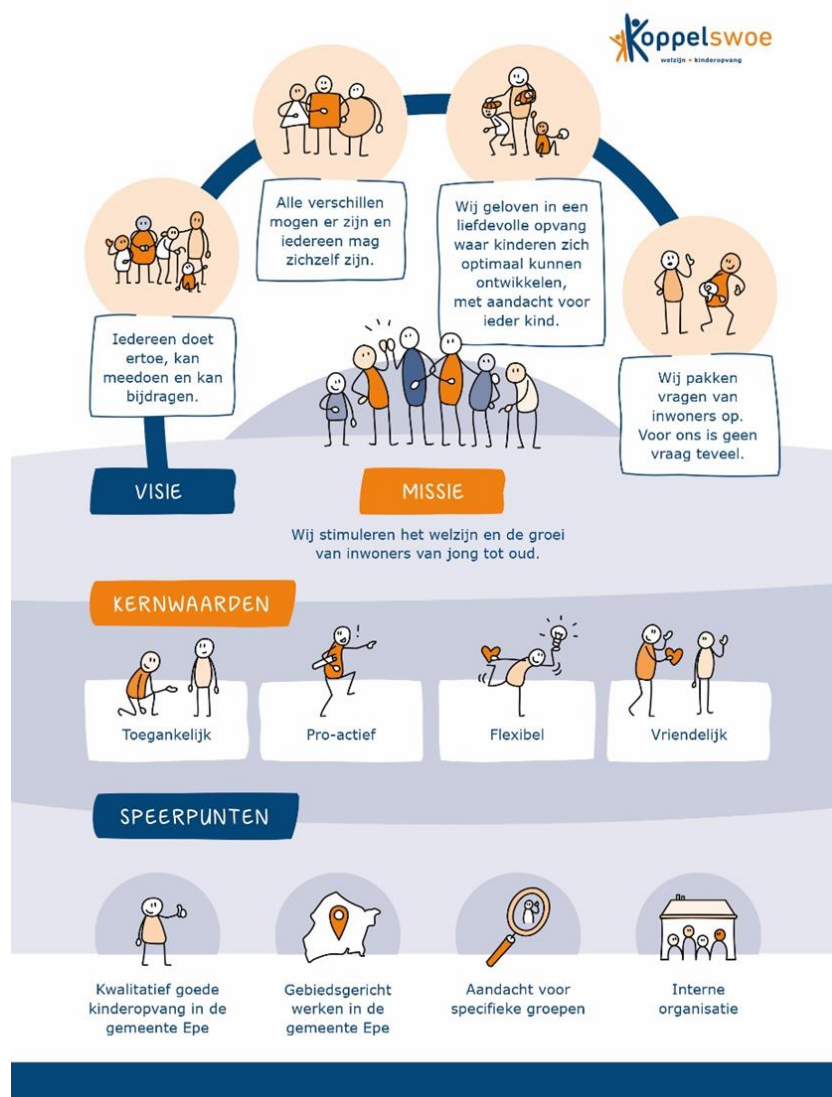 Koppelswoe
welzijn + kinderopvang
Alle verschillen
mogen er zijn en
iedereen mag
zichzelf zijn.
Wij geloven in een
liefdevolle opvang
waar kinderen zich
optimaal kunnen
ontwikkelen,
met aandacht voor
ieder kind.
Iedereen doet
ertoe, kan
meedoen en kan
bijdragen.
Wij pakken
vragen van
inwoners op.
Voor ons is geen
vraag teveel.
VISIE
MISSIE
Wij stimuleren het welzijn en de groei
van inwoners van jong tot oud.
KERNWAARDEN
!
Toegankelijk
Pro-actief
Flexibel
Vriendelijk
SPEERPUNTEN
Kwalitatief goede
kinderopvang in de
gemeente Epe
Gebiedsgericht
werken in de
gemeente Epe
Aandacht voor
specifieke groepen
Interne
organisatie